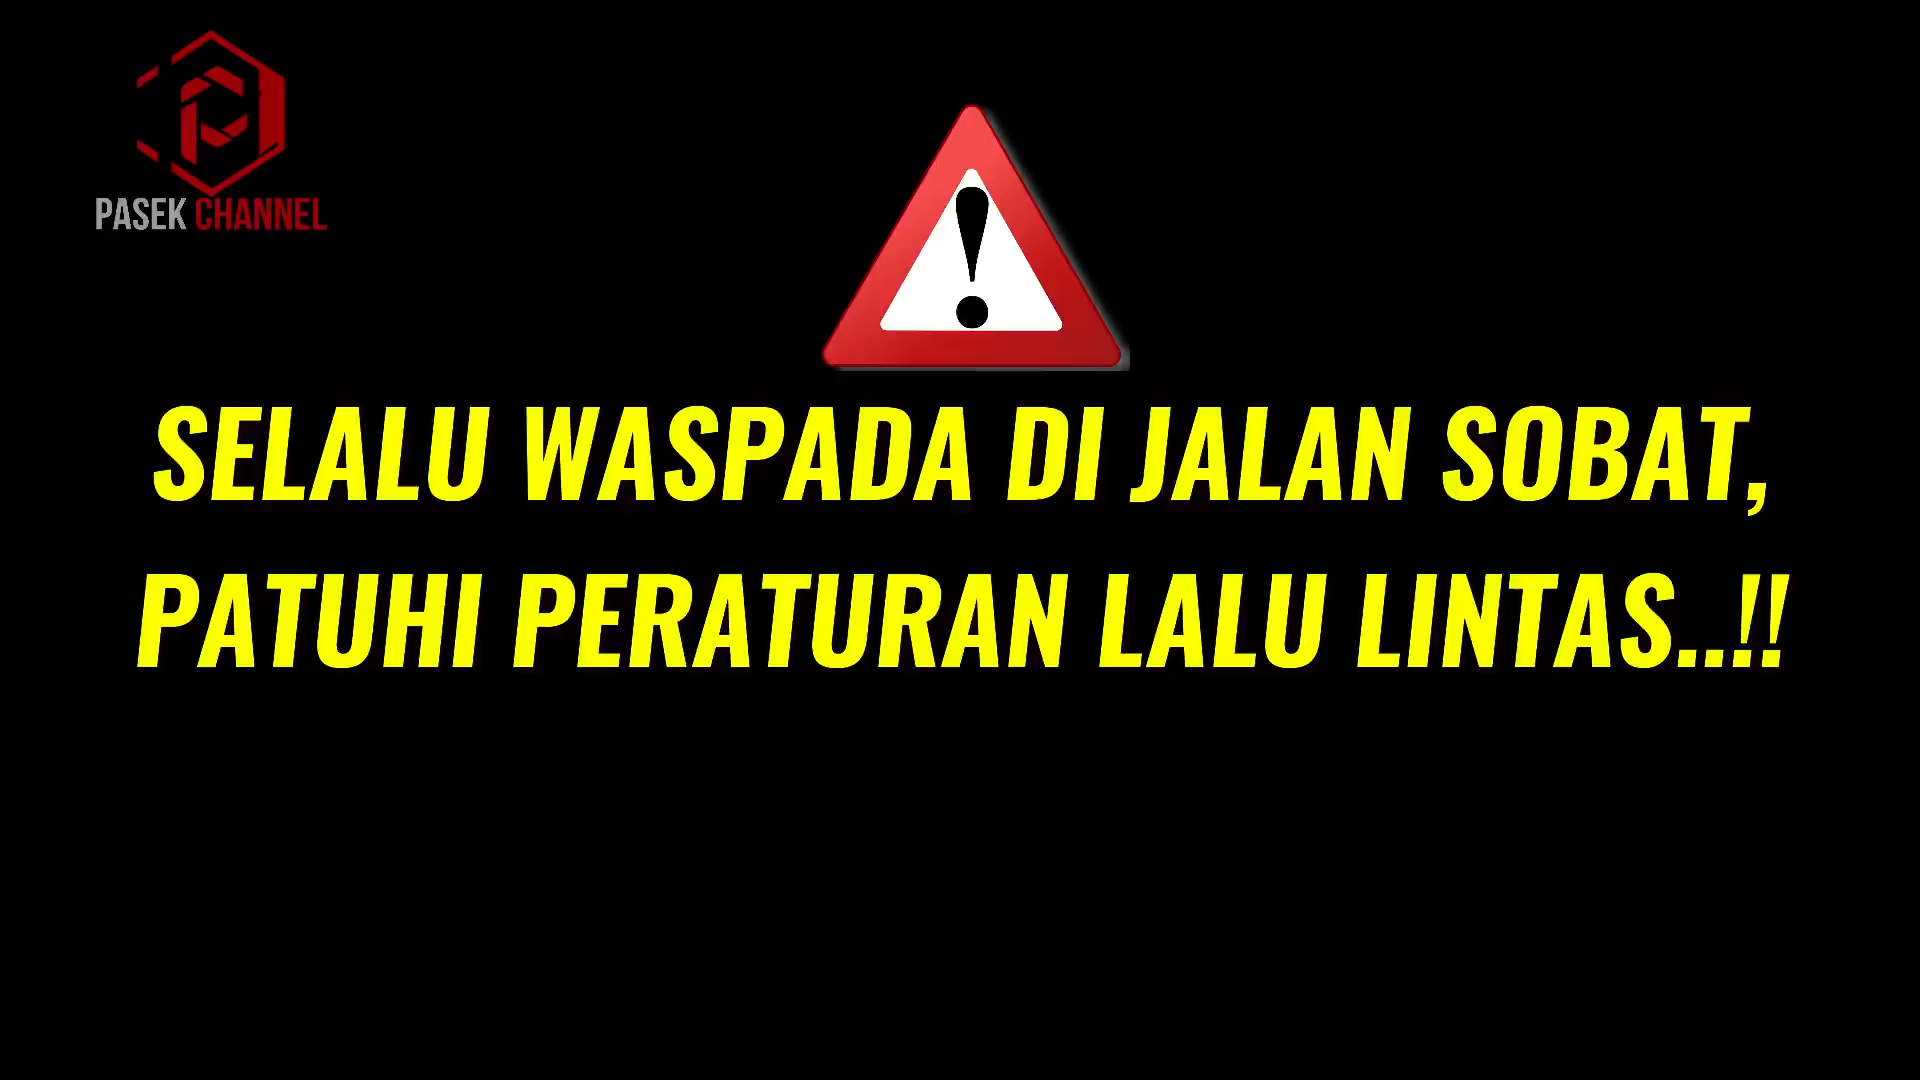 PASEK CHANNEL
SELALU WASPADA DI JALAN SOBAT,
PATUHI PERATURAN LALU LINTAS..!!